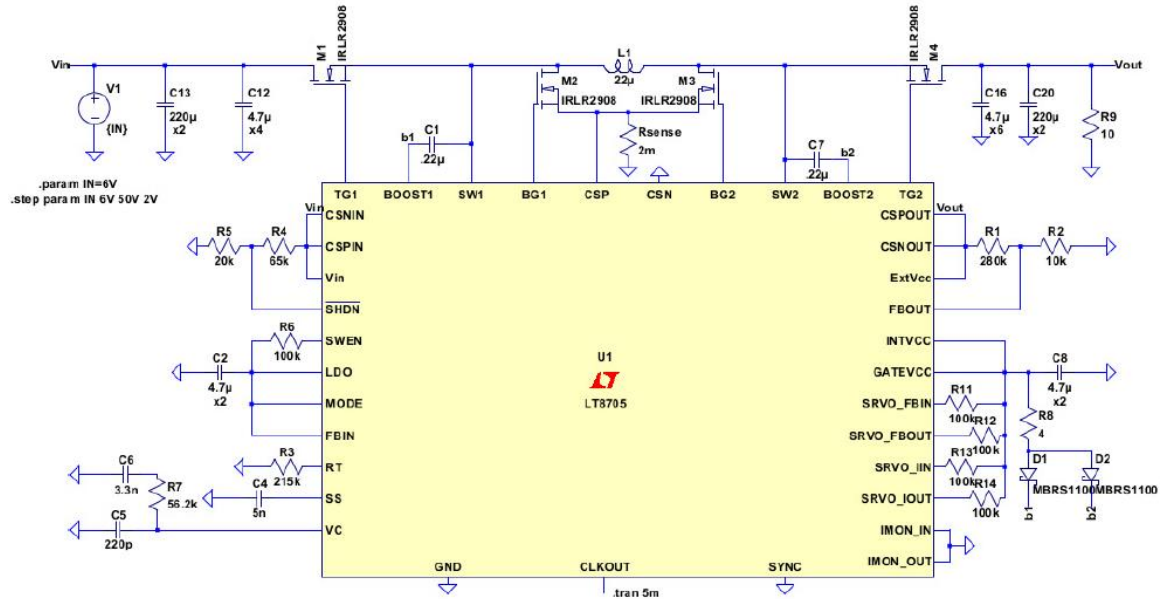 M1
IRLR2908
L1
22µ
IRLR2908
M4
Vin
Vout
V1
{IN}
C13
220µ
x2
C12
4.7µ
x4
M2
IRLR2908
M3
IRLR2908
Rsense
2m
C16
4.7µ
x6
C20
220µ
x2
R9
10
b1
C1
.22µ
C7
.22µ
b2
.param IN=6V
.step param IN 6V 50V 2V
TG1
BOOST1
SW1
BG1
CSP
CSN
BG2
SW2
BOOST2
TG2
Vin
CSNIN
CSPIN
Vin
SHDN
R5
20k
R4
65k
Vout
CSPOUT
CSNOUT
ExtVcc
FBOUT
R1
280k
R2
10k
R6
100k
SWEN
LDO
MODE
FBIN
C2
4.7µ
x2
U1
LT8705
INTVCC
GATEVCC
C8
4.7µ
x2
SRVO_FBIN
R11
100k
SRVO_FBOUT
R12
100k
SRVO_IIN
R13
100k
SRVO_IOUT
R14
100k
R8
4
D1
MBRS1100
b1
D2
MBRS1100
b2
R3
215k
RT
C4
5n
SS
C6
3.3n
R7
56.2k
C5
220p
VC
IMON_IN
IMON_OUT
GND
CLKOUT
SYNC
.tran 5m